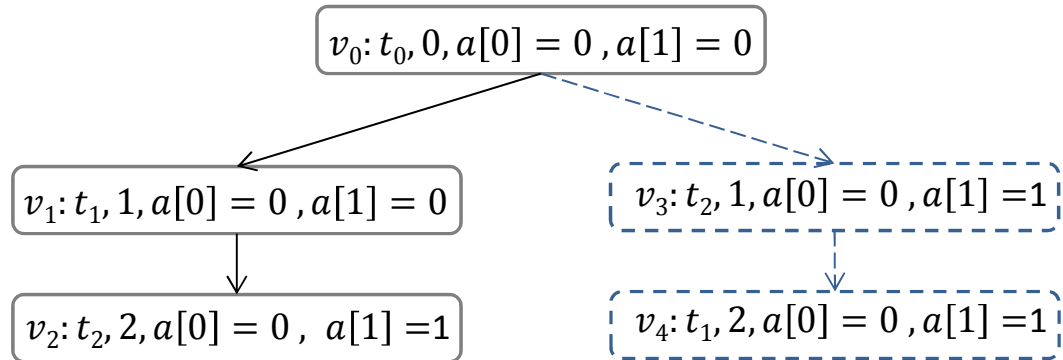 v₀: t₀, 0, a[0] = 0 , a[1] = 0
v₁: t₁, 1, a[0] = 0 , a[1] = 0
v₃: t₂, 1, a[0] = 0 , a[1] =1
v₂: t₂, 2, a[0] = 0 , a[1] =1
v₄: t₁, 2, a[0] = 0 , a[1] =1